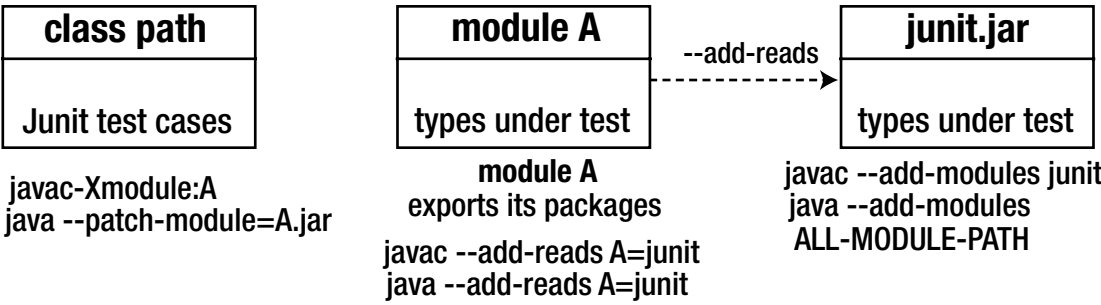 class path
Junit test cases
javac-Xmodule:A
java --patch-module=A.jar
module A
types under test
module A
exports its packages
javac --add-reads A=junit
java --add-reads A=junit
--add-reads
junit.jar
types under test
javac --add-modules junit
java --add-modules
ALL-MODULE-PATH